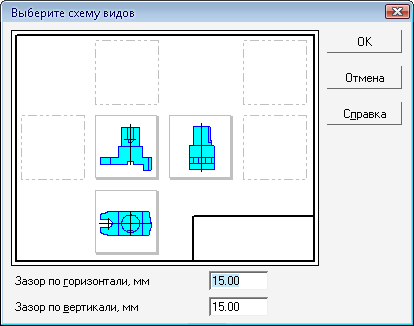 Выберите схему видов
OK
Отмена
Справка
Зазор по горизонтали, мм 15.00
Зазор по вертикали, мм 15.00